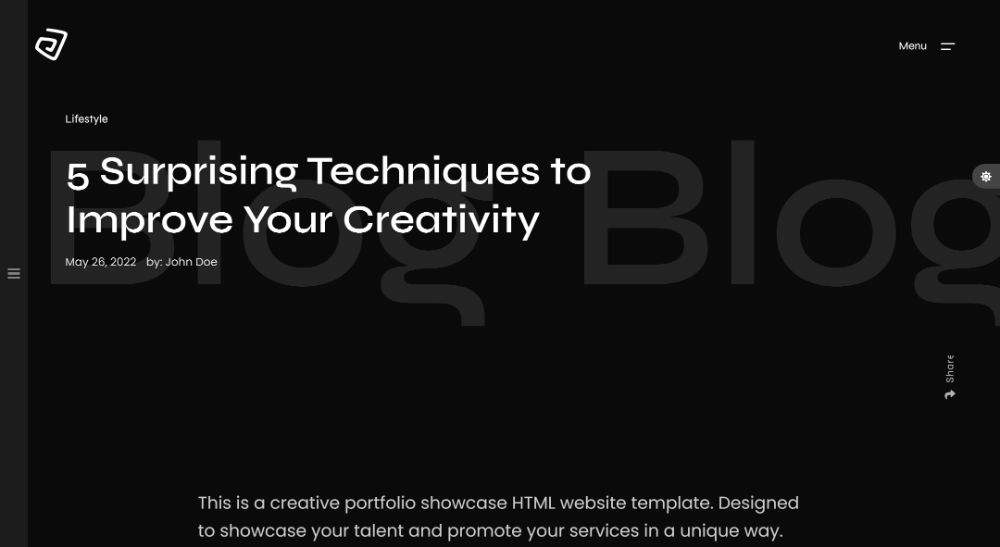 Menu
Lifestyle
Blog Blog
5 Surprising Techniques to
Improve Your Creativity
May 26, 2022 by: John Doe
Share
This is a creative portfolio showcase HTML website template. Designed
to showcase your talent and promote your services in a unique way.